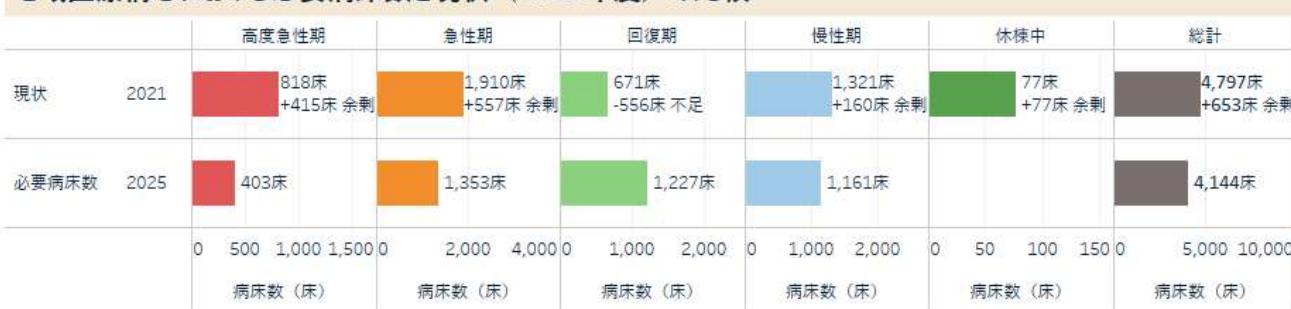 高度急性期 急性期 回復期 慢性期 休棟中 総計
現状 2021 818床 1,910床 671床 1,321床 77床 4,797床
+415床 余剰 +557床 余剰 -556床 不足 +160床 余剰 +77床 余剰 +653床 余剰
必要病床数 2025 403床 1,353床 1,227床 1,161床 4,144床
0 500 1,000 1,500 0 2,000 4,000 0 1,000 2,000 0 1,000 2,000 0 50 100 150 0 5,000 10,000
病床数（床） 病床数（床） 病床数（床） 病床数（床） 病床数（床） 病床数（床）